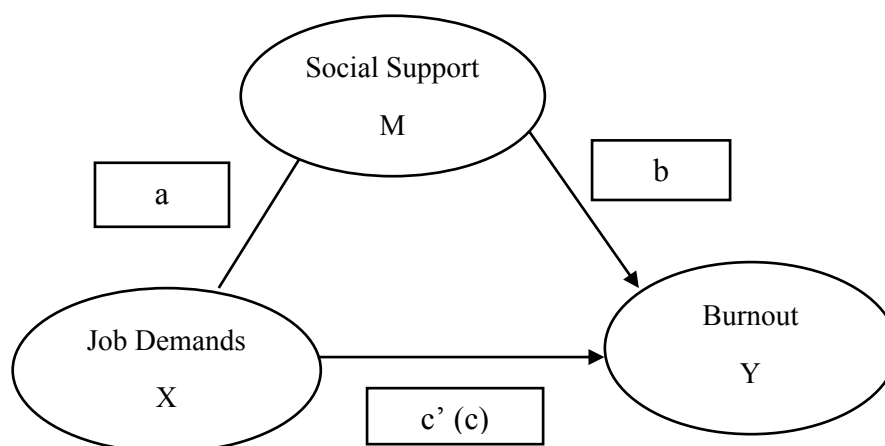 Social Support
M
a
b
Job Demands
X
Burnout
Y
c’ (c)